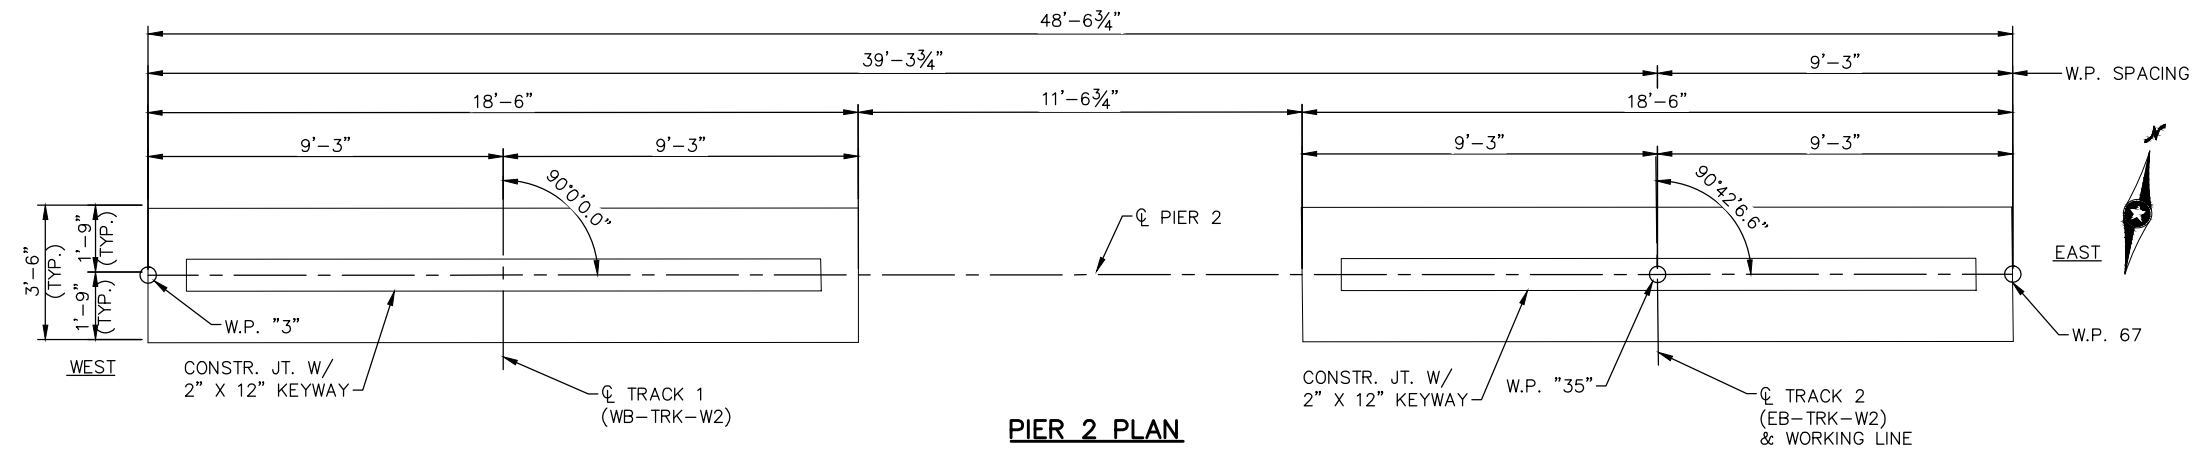 48'-6¾"
39'-3¾"
9'-3"
W.P. SPACING
18'-6"
11'-6¾"
18'-6"
9'-3"
9'-3"
9'-3"
9'-3"
N
90°0'0.0"
90°42'6.6"
3'-6"
(TYP.)
1'-9"
(TYP.)
1'-9"
(TYP.)
℄ PIER 2
EAST
W.P. "3"
W.P. 67
WEST
CONSTR. JT. W/
2" X 12" KEYWAY
℄ TRACK 1
(WB-TRK-W2)
CONSTR. JT. W/
2" X 12" KEYWAY
W.P. "35"
℄ TRACK 2
(EB-TRK-W2)
& WORKING LINE
PIER 2 PLAN